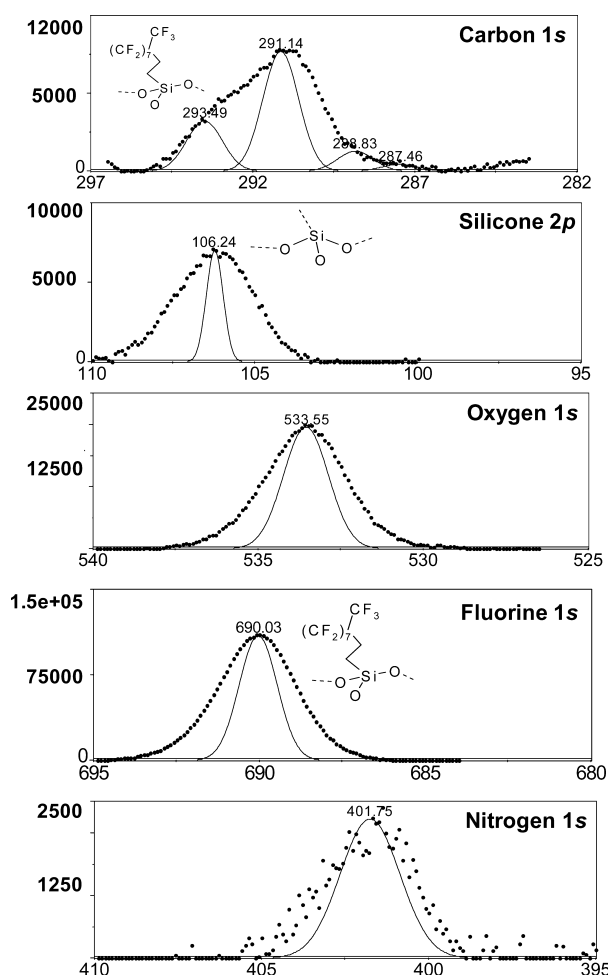 12000
5000
0
Carbon 1s
CF3
(CF2)7
Si
O
O
O
293.49
291.14
288.83
287.46
297
292
287
282
10000
5000
0
Silicone 2p
106.24
Si
O
O
O
110
105
100
95
25000
12500
0
Oxygen 1s
533.55
540
535
530
525
1.5e+05
75000
0
Fluorine 1s
690.03
CF3
(CF2)7
Si
O
O
O
695
690
685
680
2500
1250
0
Nitrogen 1s
401.75
410
405
400
395